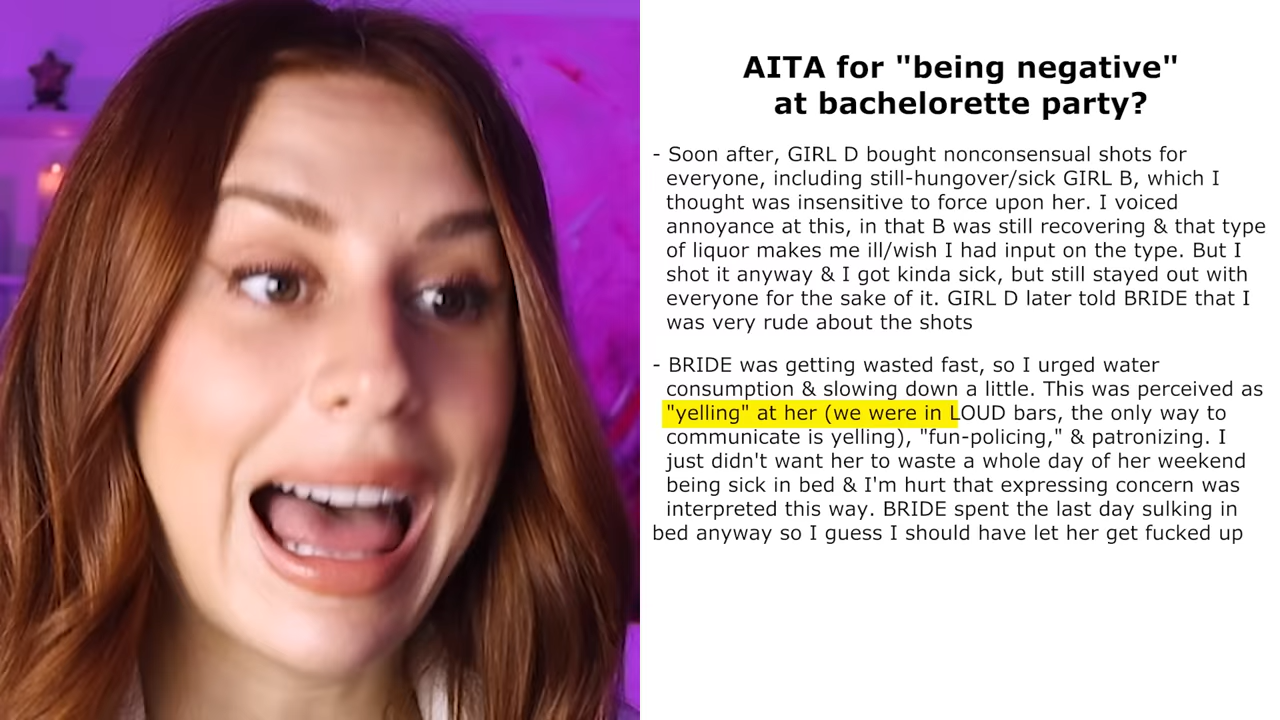 AITA for "being negative"
at bachelorette party?
- Soon after, GIRL D bought nonconsensual shots for
everyone, including still-hungover/sick GIRL B, which I
thought was insensitive to force upon her. I voiced
annoyance at this, in that B was still recovering & that type
of liquor makes me ill/wish I had input on the type. But I
shot it anyway & I got kinda sick, but still stayed out with
everyone for the sake of it. GIRL D later told BRIDE that I
was very rude about the shots
- BRIDE was getting wasted fast, so I urged water
consumption & slowing down a little. This was perceived as
"yelling" at her (we were in LOUD bars, the only way to
communicate is yelling), "fun-policing," & patronizing. I
just didn't want her to waste a whole day of her weekend
being sick in bed & I'm hurt that expressing concern was
interpreted this way. BRIDE spent the last day sulking in
bed anyway so I guess I should have let her get fucked up